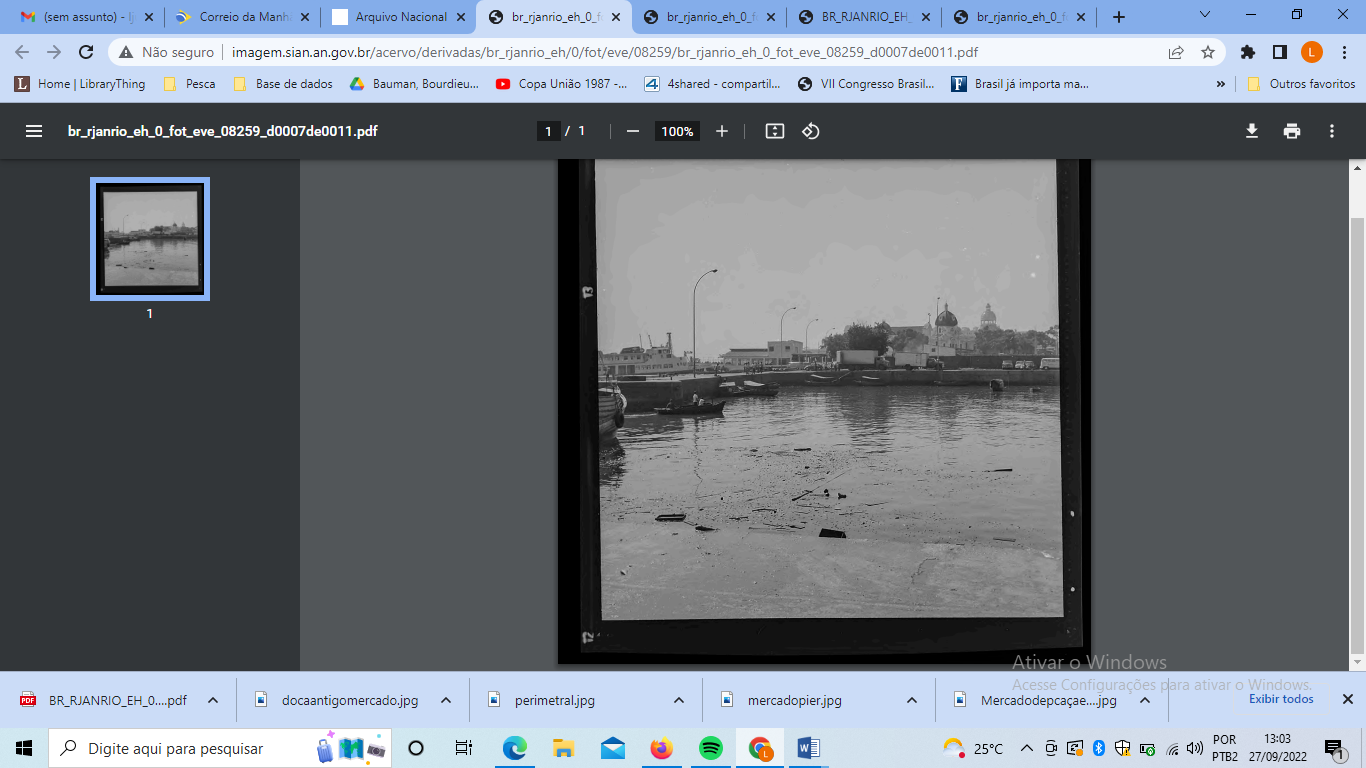 (sem assunto) - lj
Correio da Manh
Arquivo Nacional
br_rjanrio_eh_0_f
br_rjanrio_eh_0_f
BR_RJANRIO_EH_
br_rjanrio_eh_0_f
Não seguro
imagem.sian.an.gov.br/acervo/derivadas/br_rjanrio_eh/0/fot/eve/08259/br_rjanrio_eh_0_fot_eve_08259_d0007de0011.pdf
L
Home | LibraryThing
Pesca
Base de dados
Bauman, Bourdieu...
Copa União 1987 -...
4shared - compartil...
VII Congresso Brasil...
Brasil já importa ma...
»
Outros favoritos
br_rjanrio_eh_0_fot_eve_08259_d0007de0011.pdf
1 / 1
100%
1
13
12
Ativar o Windows
Acesse Configurações para ativar o Windows.
BR_RJANRIO_EH_0....pdf
docaantigomercado.jpg
perimetral.jpg
mercadopier.jpg
Mercadodepcaçae....jpg
Exibir todos
Digite aqui para pesquisar
25°C
POR
PTB2
13:03
27/09/2022
1